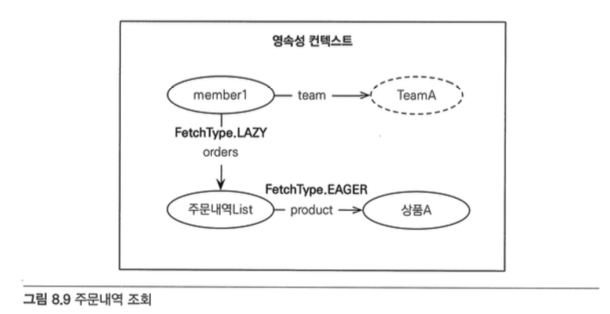 영속성 컨텍스트
member1
team
TeamA
FetchType.LAZY
orders
FetchType.EAGER
주문내역List
product
상품A
그림 8.9 주문내역 조회